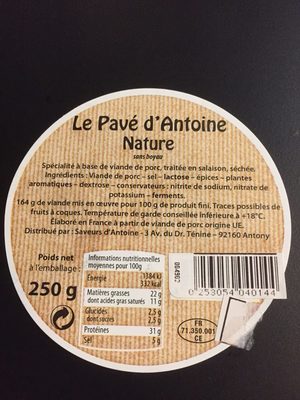 Le Pavé d'Antoine
Nature
sans boyau
Spécialité à base de viande de porc, traitée en salaison, séchée.
Ingrédients : Viande de porc – sel – lactose – épices – plantes
aromatiques – dextrose – conservateurs : nitrite de sodium, nitrate
de potassium – ferments.
164 g de viande mis en œuvre pour 100 g de produit fini. Traces possibles de
fruits à coques. Température de garde conseillée inférieure à +18°C.
Élaboré en France à partir de viande de porc origine UE.
Distribué par : Saveurs d'Antoine - 3 Av. du Dr. Ténine – 92160 Antony
Poids net
à l'emballage :
250 g
Informations nutritionnelles
moyennes pour 100g
Energie
1384 kJ
332 kcal
Matières grasses 22 g
dont acides gras saturés 11 g
Glucides 2,5 g
dont sucres 2,5 g
Protéines 31 g
Sel 5 g
0253054040144
FR
71.350.001
CE